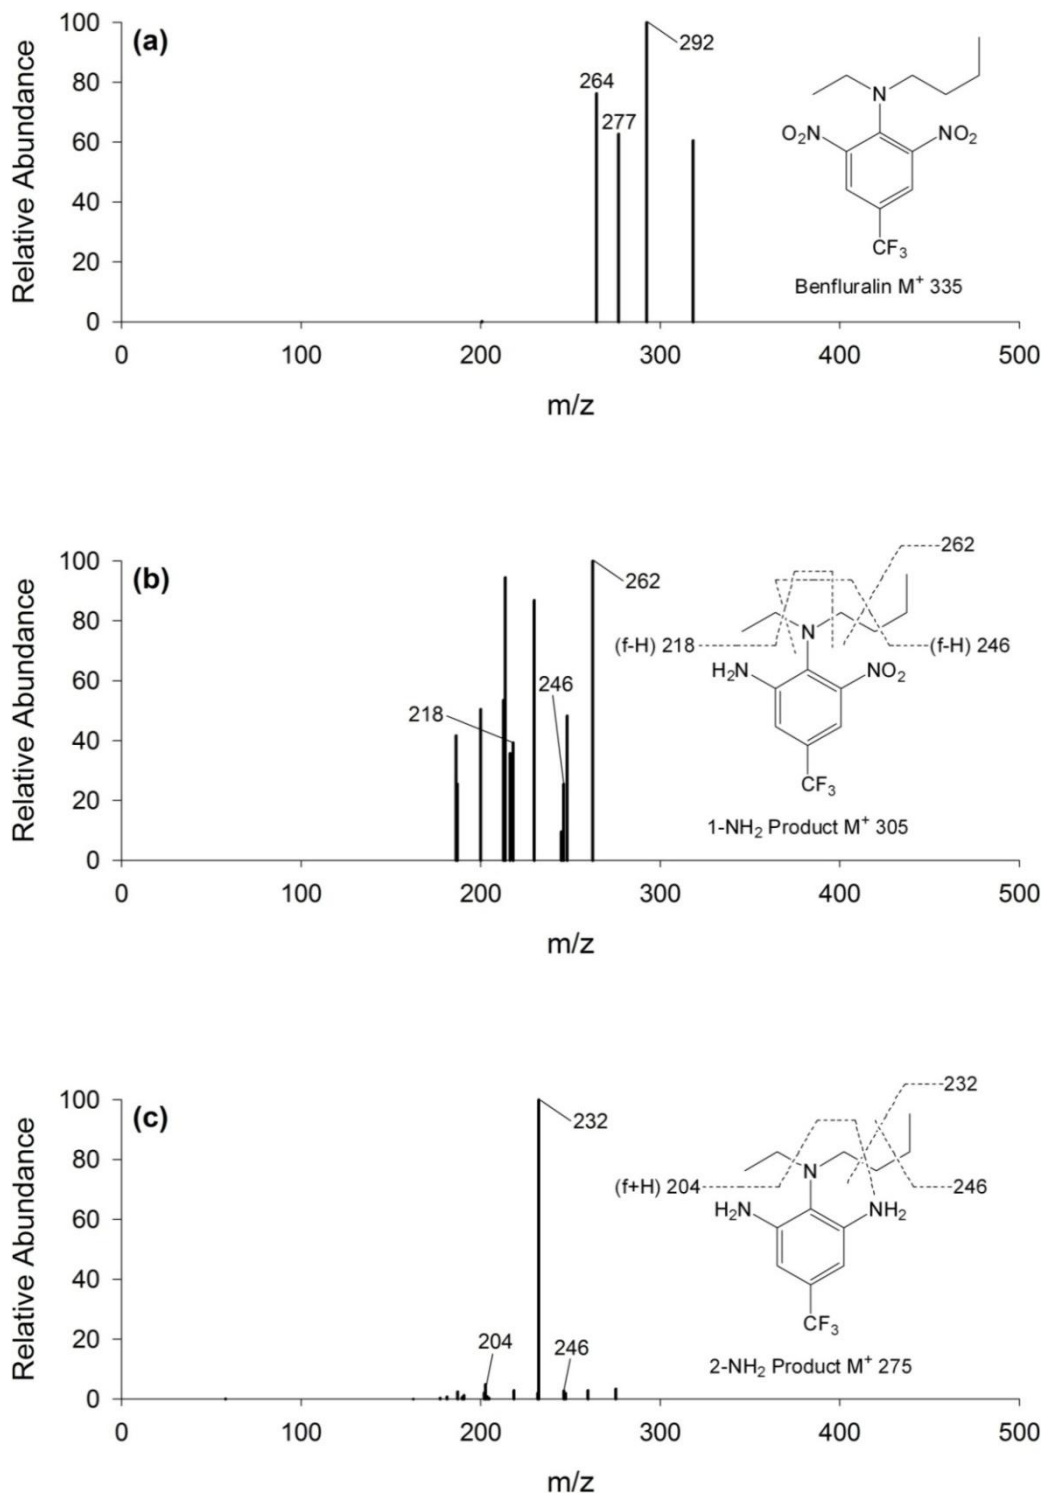 Relative Abundance
100
80
60
40
20
0
(a)
292
264
277
0 100 200 300 400 500
m/z
N
O₂N NO₂
CF₃
Benfluralin M⁺ 335
Relative Abundance
100
80
60
40
20
0
(b)
262
246
218
0 100 200 300 400 500
m/z
262
N
(f-H) 218 (f-H) 246
H₂N NO₂
CF₃
1-NH₂ Product M⁺ 305
Relative Abundance
100
80
60
40
20
0
(c)
232
204
246
0 100 200 300 400 500
m/z
232
N
(f+H) 204 246
H₂N NH₂
CF₃
2-NH₂ Product M⁺ 275